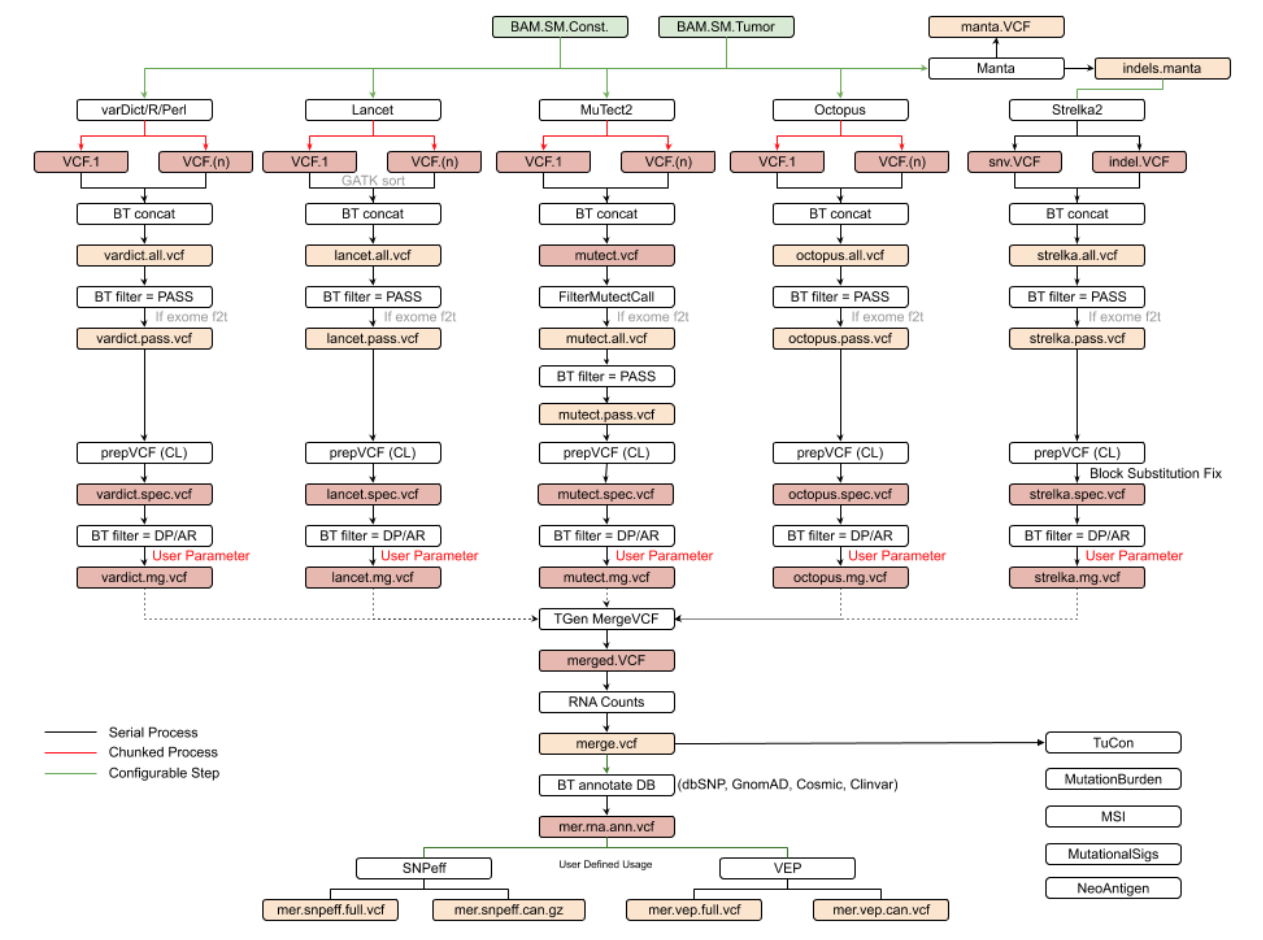 BAM.SM.Const.
BAM.SM.Tumor
manta.VCF
Manta
indels.manta
varDict/R/Perl
Lancet
MuTect2
Octopus
Strelka2
VCF.1
VCF.(n)
VCF.1
VCF.(n)
VCF.1
VCF.(n)
VCF.1
VCF.(n)
snv.VCF
indel.VCF
GATK sort
BT concat
BT concat
BT concat
BT concat
BT concat
vardict.all.vcf
lancet.all.vcf
mutect.vcf
octopus.all.vcf
strelka.all.vcf
BT filter = PASS
BT filter = PASS
FilterMutectCall
BT filter = PASS
BT filter = PASS
If exome f2t
If exome f2t
If exome f2t
If exome f2t
If exome f2t
vardict.pass.vcf
lancet.pass.vcf
mutect.all.vcf
octopus.pass.vcf
strelka.pass.vcf
BT filter = PASS
mutect.pass.vcf
prepVCF (CL)
prepVCF (CL)
prepVCF (CL)
prepVCF (CL)
prepVCF (CL)
Block Substitution Fix
vardict.spec.vcf
lancet.spec.vcf
mutect.spec.vcf
octopus.spec.vcf
strelka.spec.vcf
BT filter = DP/AR
BT filter = DP/AR
BT filter = DP/AR
BT filter = DP/AR
BT filter = DP/AR
User Parameter
User Parameter
User Parameter
User Parameter
User Parameter
vardict.mg.vcf
lancet.mg.vcf
mutect.mg.vcf
octopus.mg.vcf
strelka.mg.vcf
TGen MergeVCF
merged.VCF
RNA Counts
merge.vcf
BT annotate DB
(dbSNP, GnomAD, Cosmic, Clinvar)
mer.rna.ann.vcf
User Defined Usage
SNPeff
VEP
mer.snpeff.full.vcf
mer.snpeff.can.gz
mer.vep.full.vcf
mer.vep.can.vcf
Serial Process
Chunked Process
Configurable Step
TuCon
MutationBurden
MSI
MutationalSigs
NeoAntigen